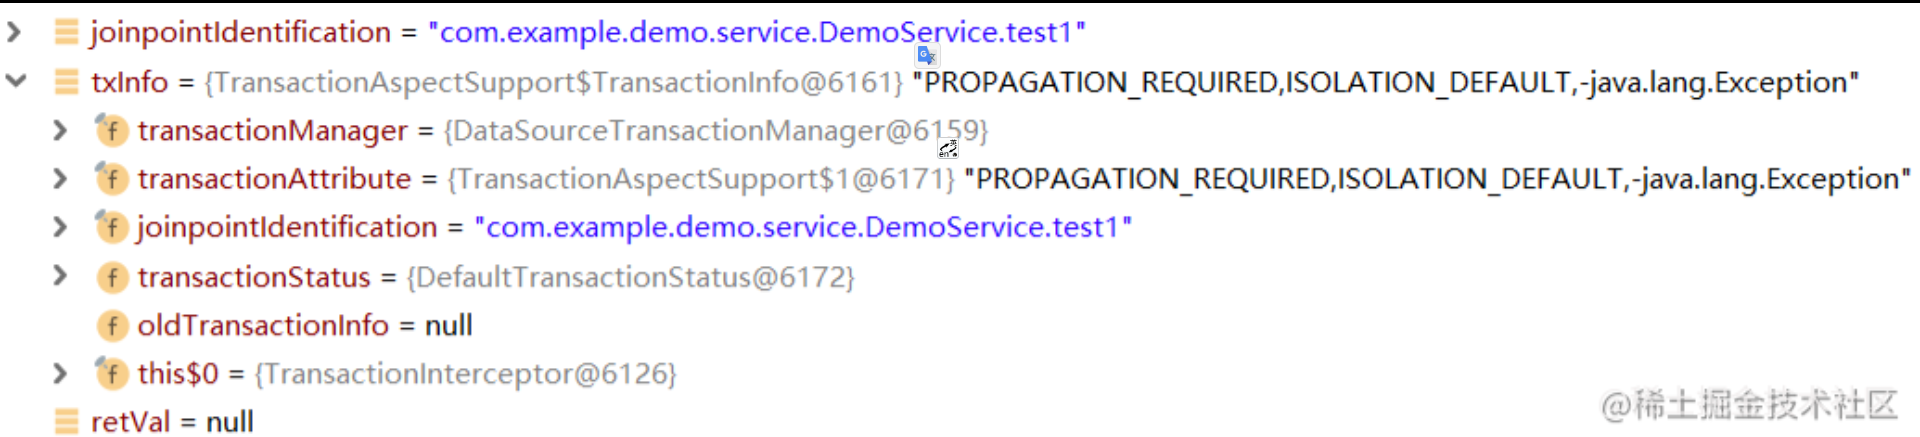 joinpointIdentification = "com.example.demo.service.DemoService.test1"
txInfo = {TransactionAspectSupport$TransactionInfo@6161} "PROPAGATION_REQUIRED,ISOLATION_DEFAULT,-java.lang.Exception"
f transactionManager = {DataSourceTransactionManager@6159}
f transactionAttribute = {TransactionAspectSupport$1@6171} "PROPAGATION_REQUIRED,ISOLATION_DEFAULT,-java.lang.Exception"
f joinpointIdentification = "com.example.demo.service.DemoService.test1"
f transactionStatus = {DefaultTransactionStatus@6172}
f oldTransactionInfo = null
f this$0 = {TransactionInterceptor@6126}
retVal = null
@稀土掘金技术社区